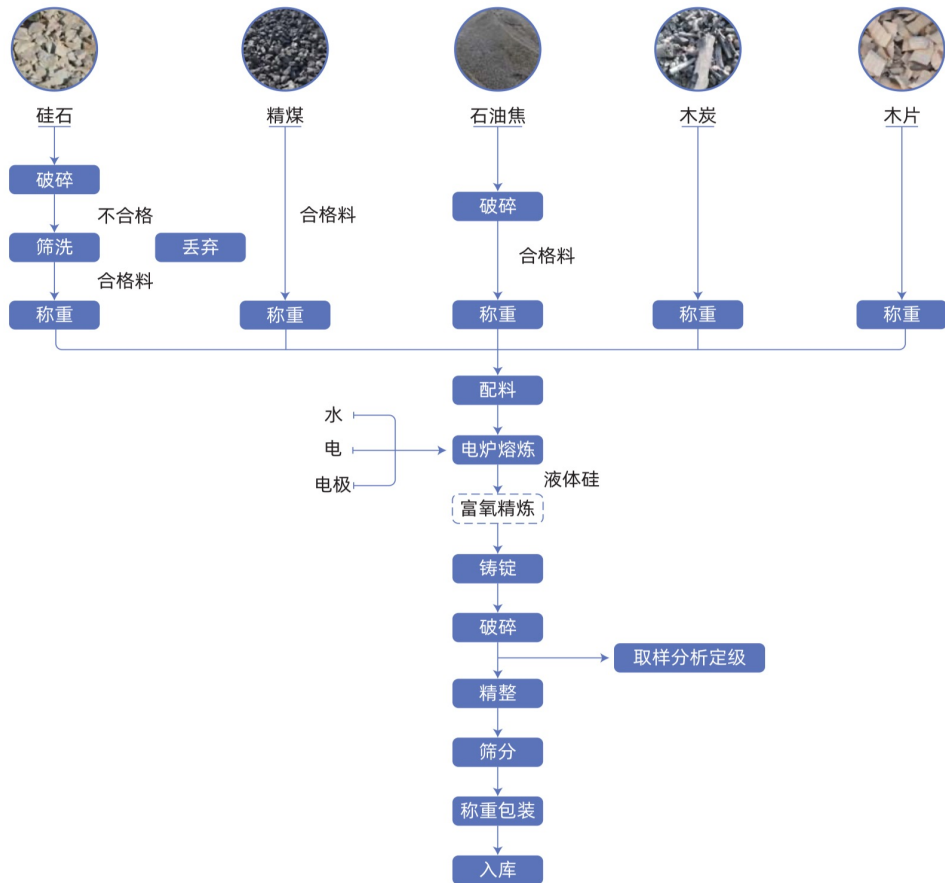 硅石
精煤
石油焦
木炭
木片
破碎
破碎
不合格
合格料
筛洗
丢弃
合格料
合格料
称重
称重
称重
称重
称重
配料
水
电
电极
电炉熔炼
液体硅
富氧精炼
铸锭
破碎
取样分析定级
精整
筛分
称重包装
入库